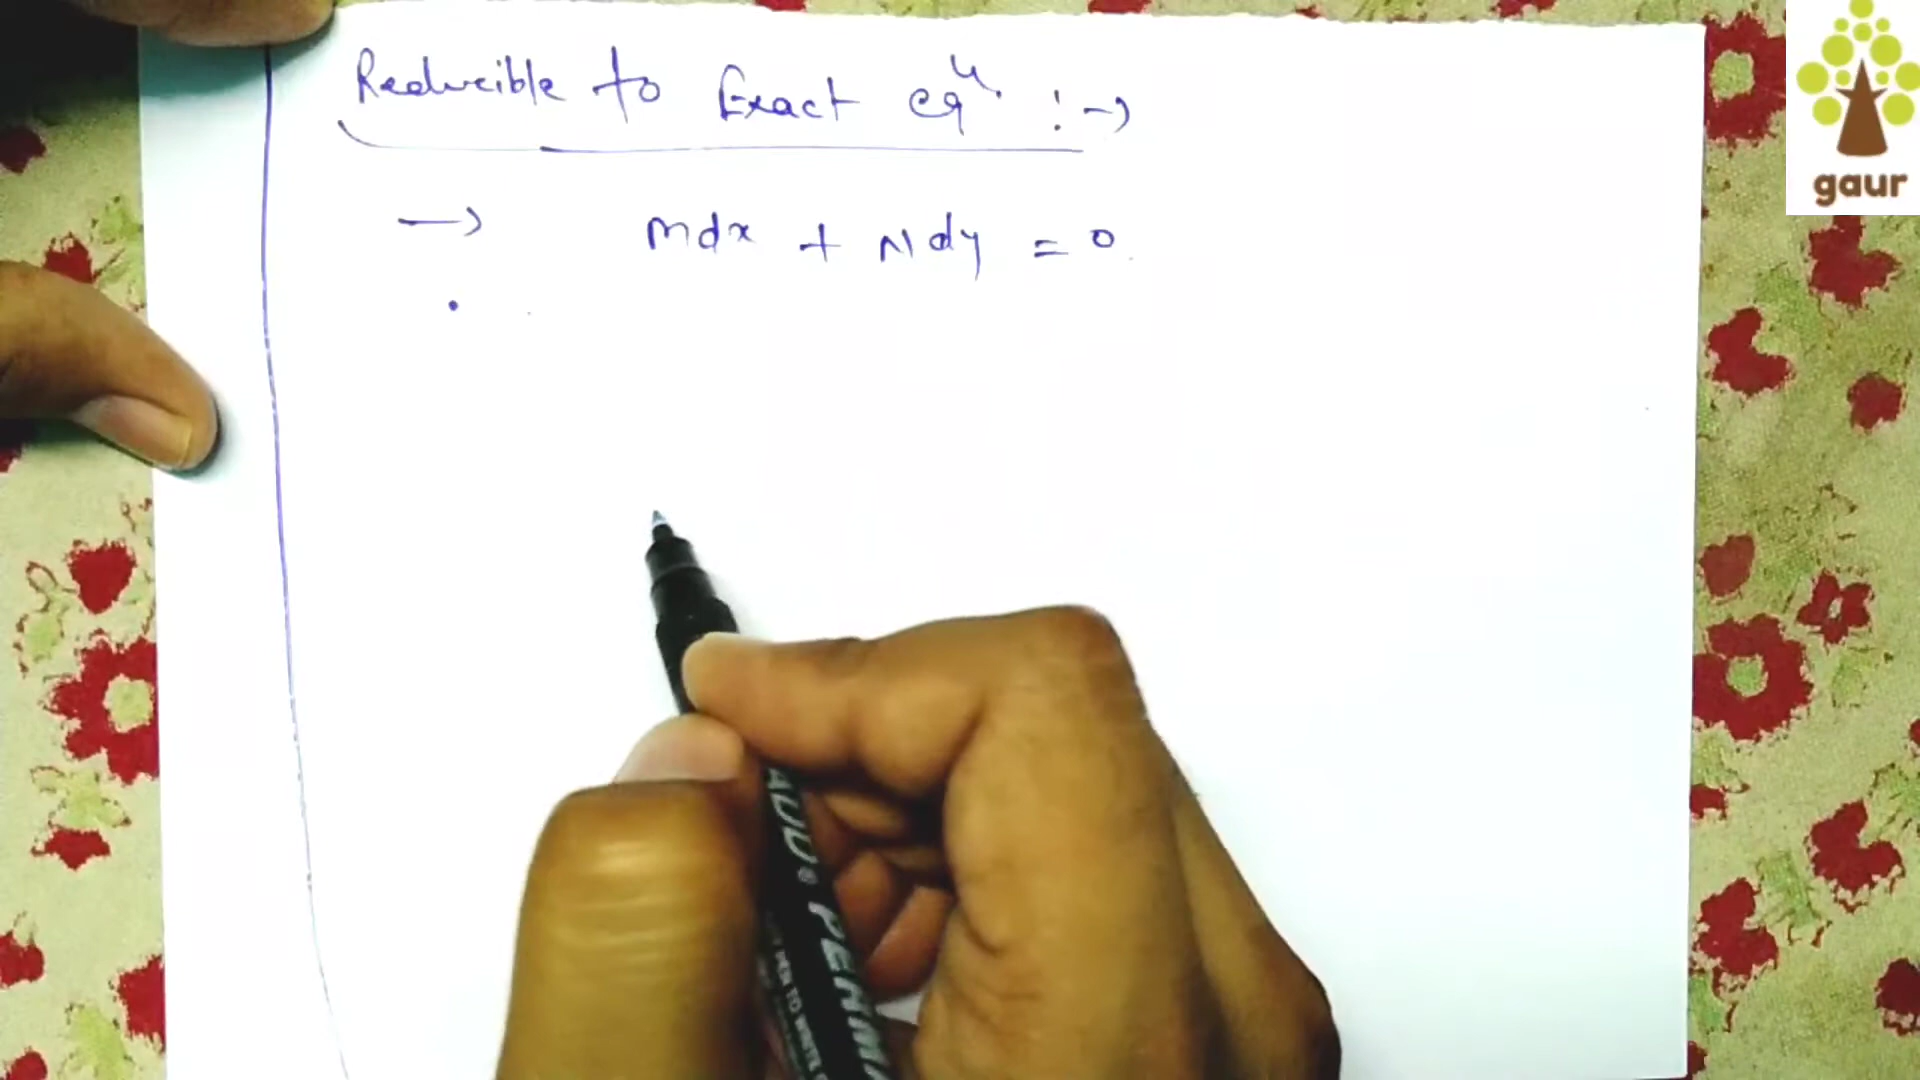 Reducible to Exact eqn. :→
→ mdx + Ndy = 0
gaur